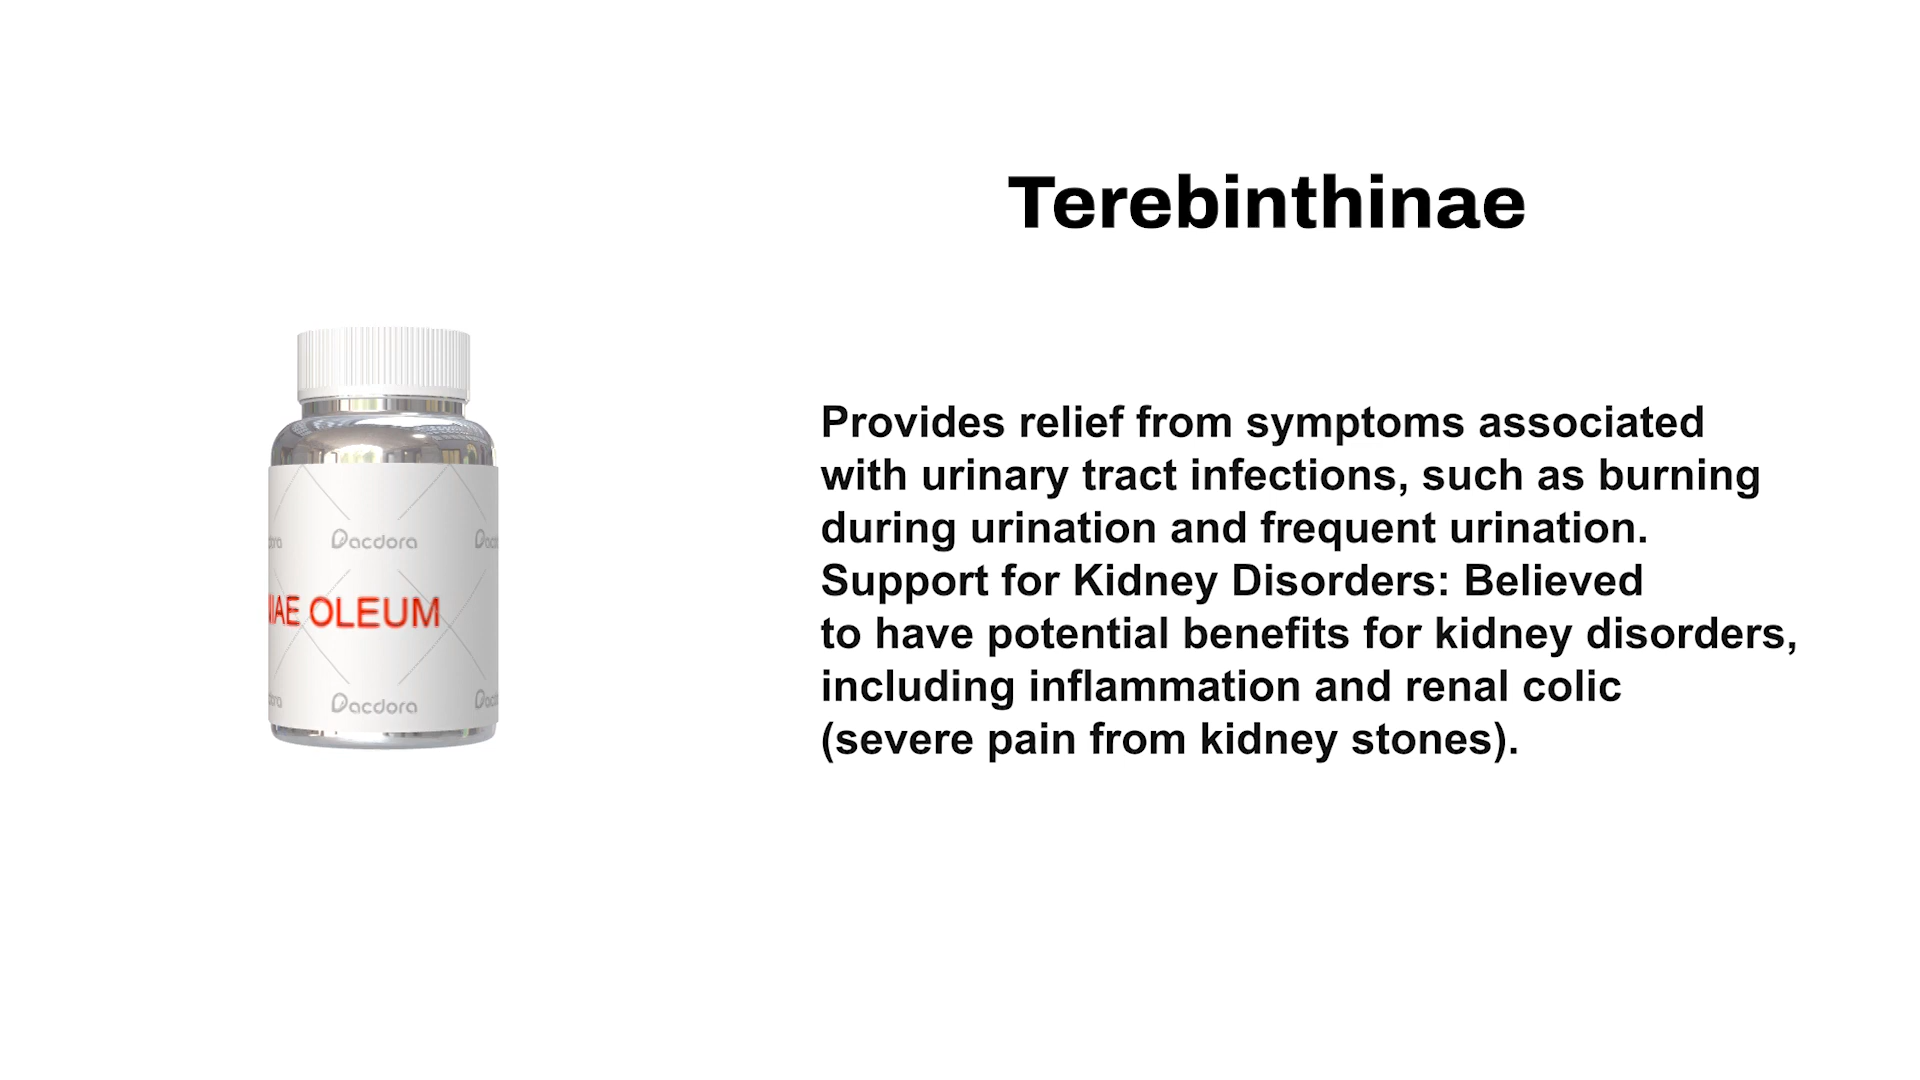 Terebinthinae
Provides relief from symptoms associated
with urinary tract infections, such as burning
during urination and frequent urination.
Support for Kidney Disorders: Believed
to have potential benefits for kidney disorders,
including inflammation and renal colic
(severe pain from kidney stones).
Dacdora
OLEUM
Dacdora